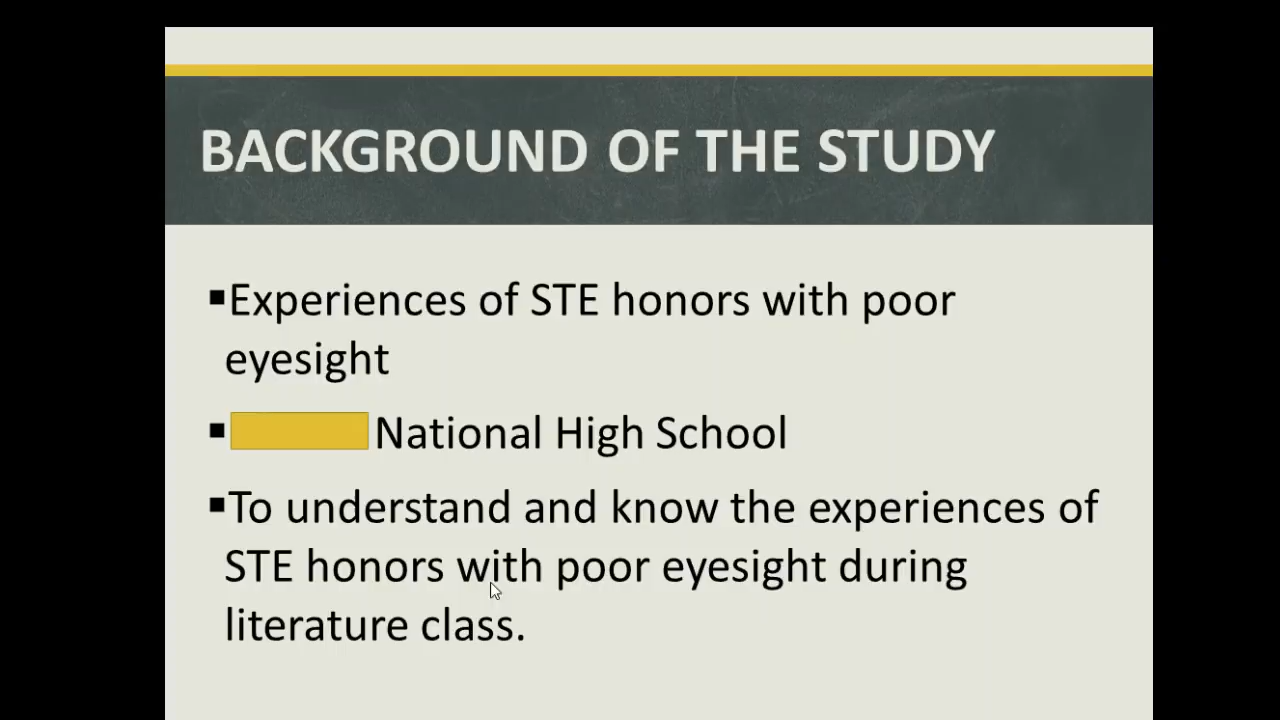 BACKGROUND OF THE STUDY
▪Experiences of STE honors with poor
eyesight
▪ National High School
▪To understand and know the experiences of
STE honors with poor eyesight during
literature class.